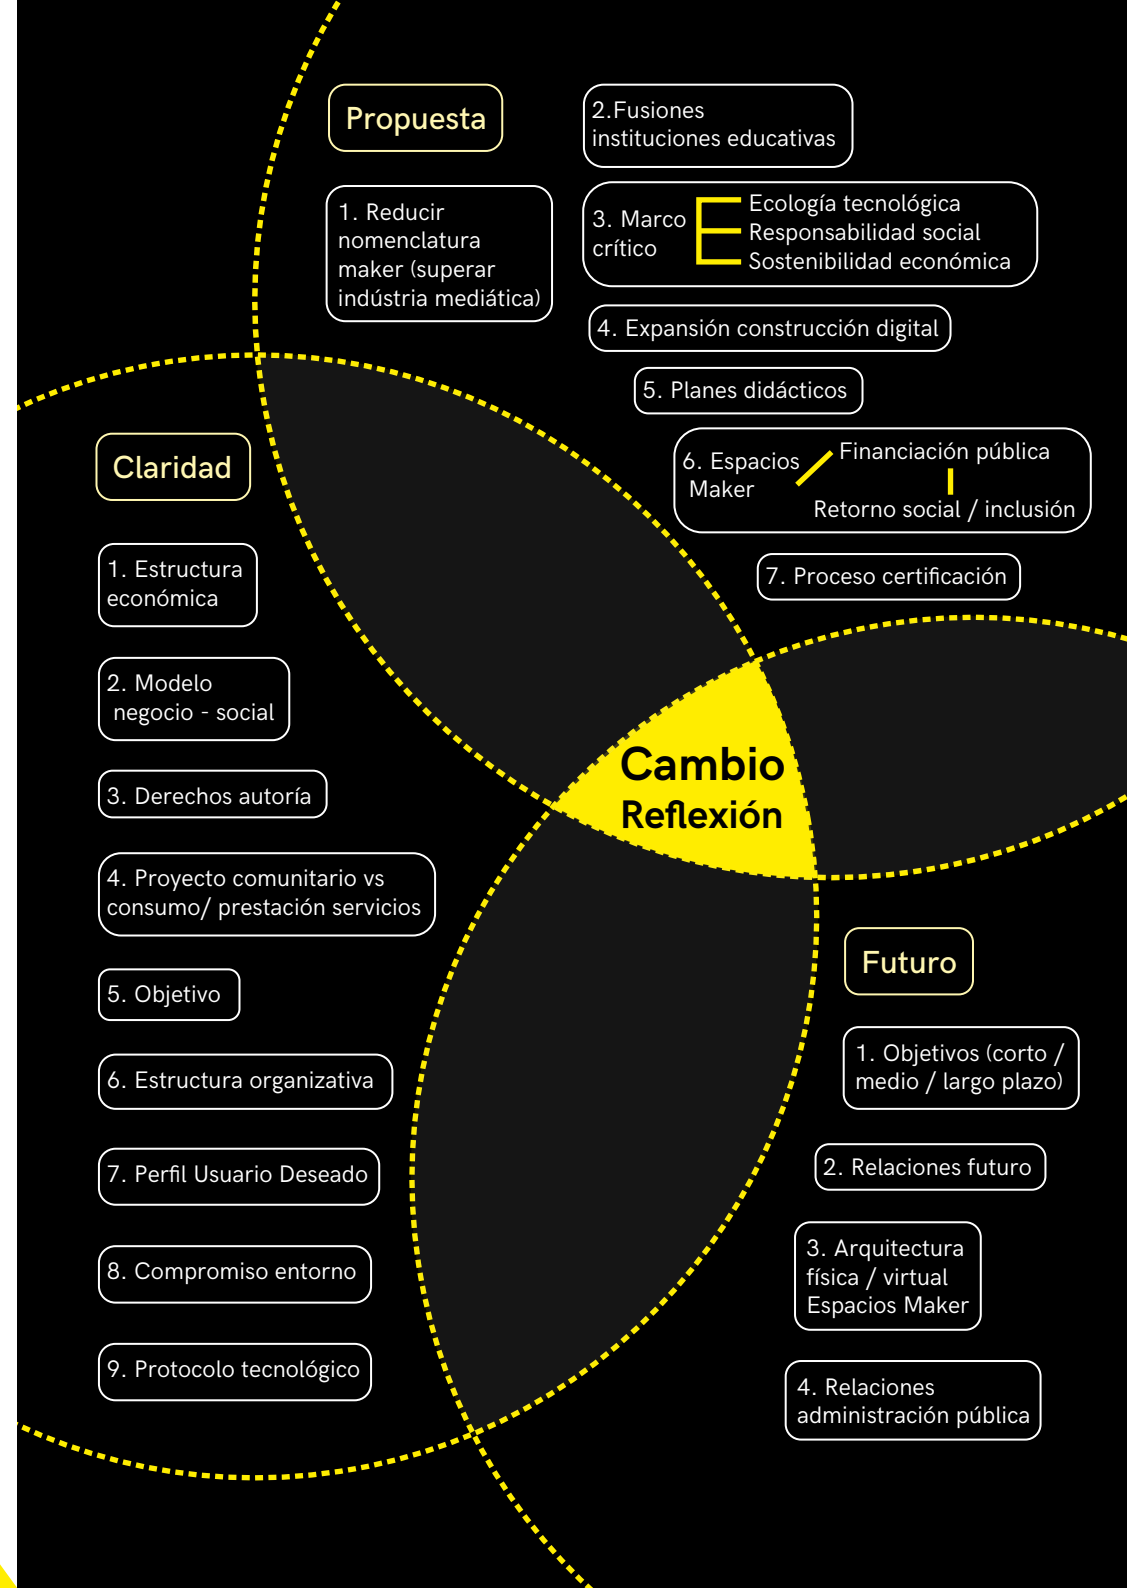 Propuesta
1. Reducir
nomenclatura
maker (superar
indústria mediática)
2.Fusiones
instituciones educativas
3. Marco
crítico
Ecología tecnológica
Responsabilidad social
Sostenibilidad económica
4. Expansión construcción digital
5. Planes didácticos
6. Espacios
Maker
Financiación pública
Retorno social / inclusión
7. Proceso certificación
Claridad
1. Estructura
económica
2. Modelo
negocio - social
3. Derechos autoría
4. Proyecto comunitario vs
consumo/ prestación servicios
5. Objetivo
6. Estructura organizativa
7. Perfil Usuario Deseado
8. Compromiso entorno
9. Protocolo tecnológico
Cambio
Reflexión
Futuro
1. Objetivos (corto /
medio / largo plazo)
2. Relaciones futuro
3. Arquitectura
física / virtual
Espacios Maker
4. Relaciones
administración pública